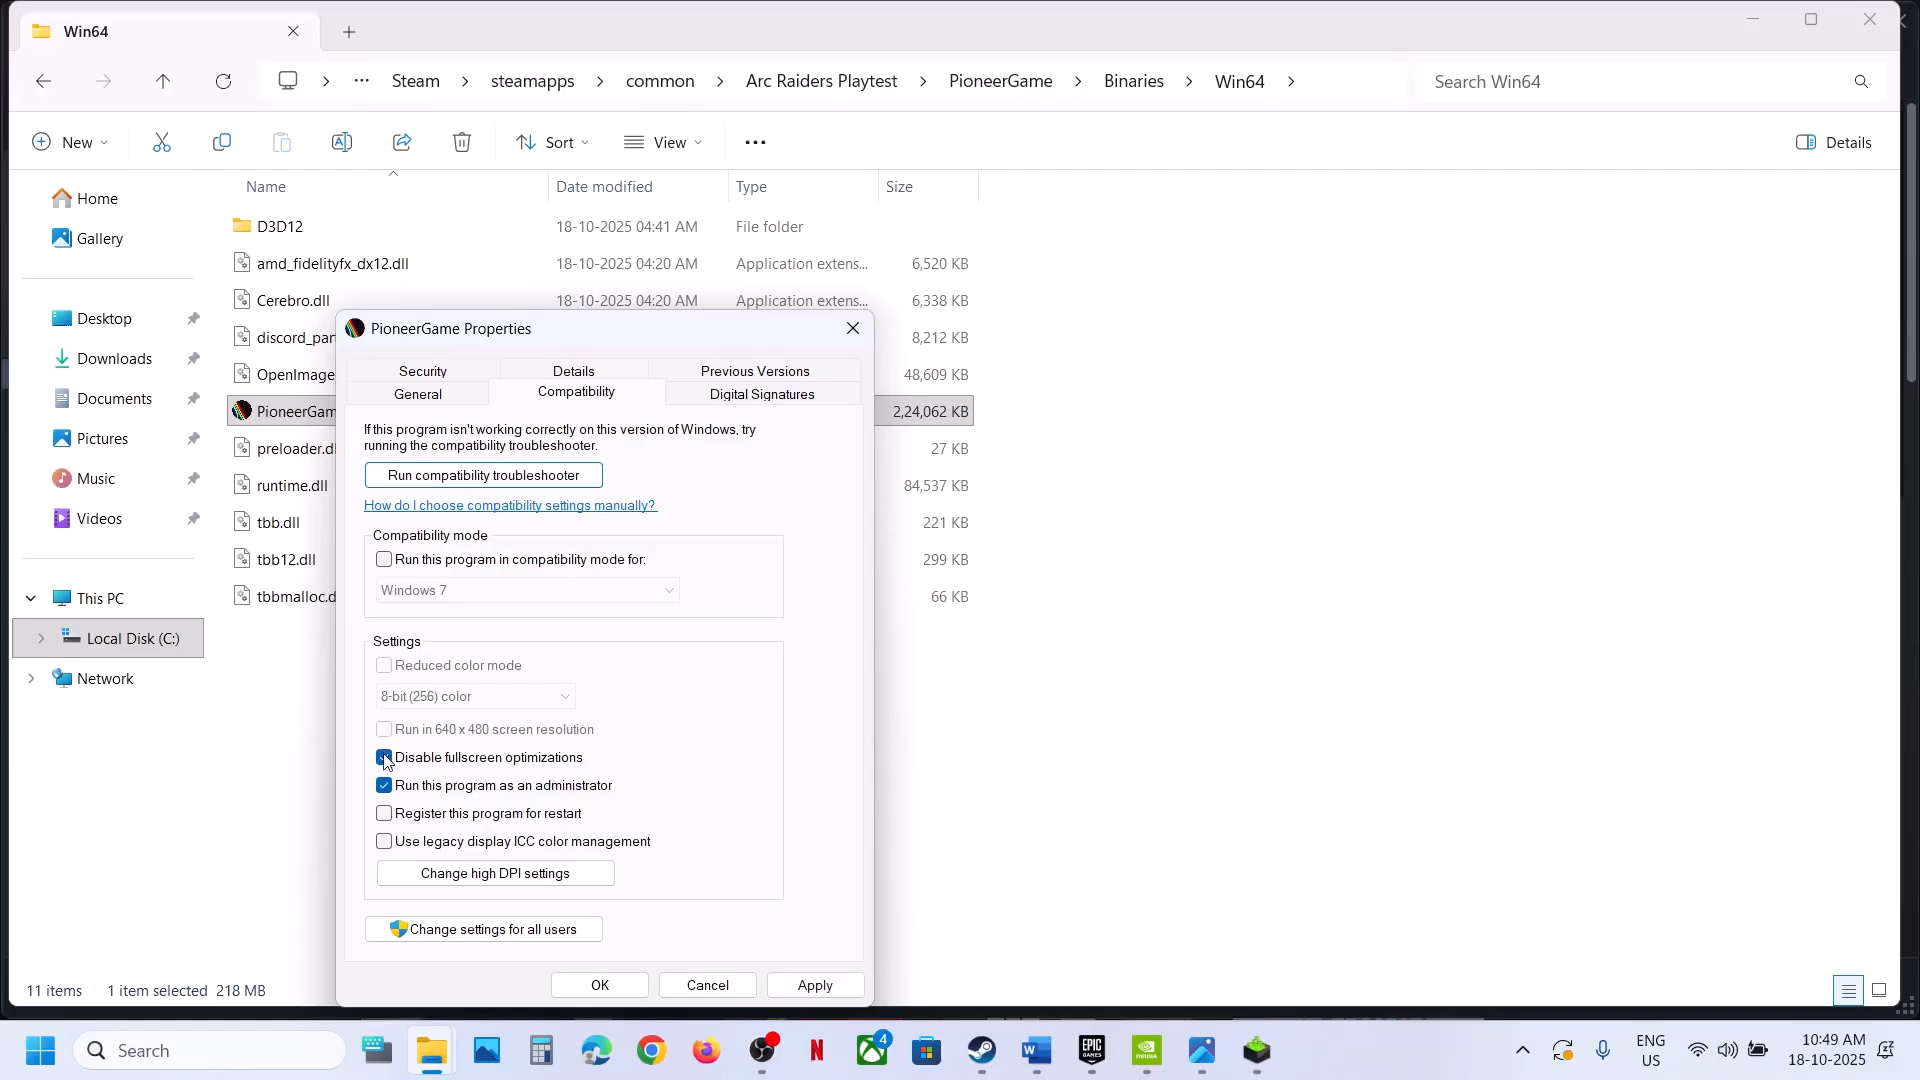 Win64
Steam
steamapps
common
Arc Raiders Playtest
PioneerGame
Binaries
Win64
Search Win64
New
Sort
View
Details
Name
Date modified
Type
Size
Home
Gallery
Desktop
Downloads
Documents
Pictures
Music
Videos
This PC
Local Disk (C:)
Network
D3D12
18-10-2025 04:41 AM
File folder
amd_fidelityfx_dx12.dll
18-10-2025 04:20 AM
Application extens...
6,520 KB
Cerebro.dll
18-10-2025 04:20 AM
Application extens...
6,338 KB
discord_par
8,212 KB
OpenImage
48,609 KB
PioneerGam
2,24,062 KB
preloader.d
27 KB
runtime.dll
84,537 KB
tbb.dll
221 KB
tbb12.dll
299 KB
tbbmalloc.d
66 KB
PioneerGame Properties
Security
Details
Previous Versions
General
Compatibility
Digital Signatures
If this program isn't working correctly on this version of Windows, try
running the compatibility troubleshooter.
Run compatibility troubleshooter
How do I choose compatibility settings manually?
Compatibility mode
Run this program in compatibility mode for:
Windows 7
Settings
Reduced color mode
8-bit (256) color
Run in 640 x 480 screen resolution
Disable fullscreen optimizations
Run this program as an administrator
Register this program for restart
Use legacy display ICC color management
Change high DPI settings
Change settings for all users
OK
Cancel
Apply
11 items
1 item selected 218 MB
Search
4
ENG
US
10:49 AM
18-10-2025